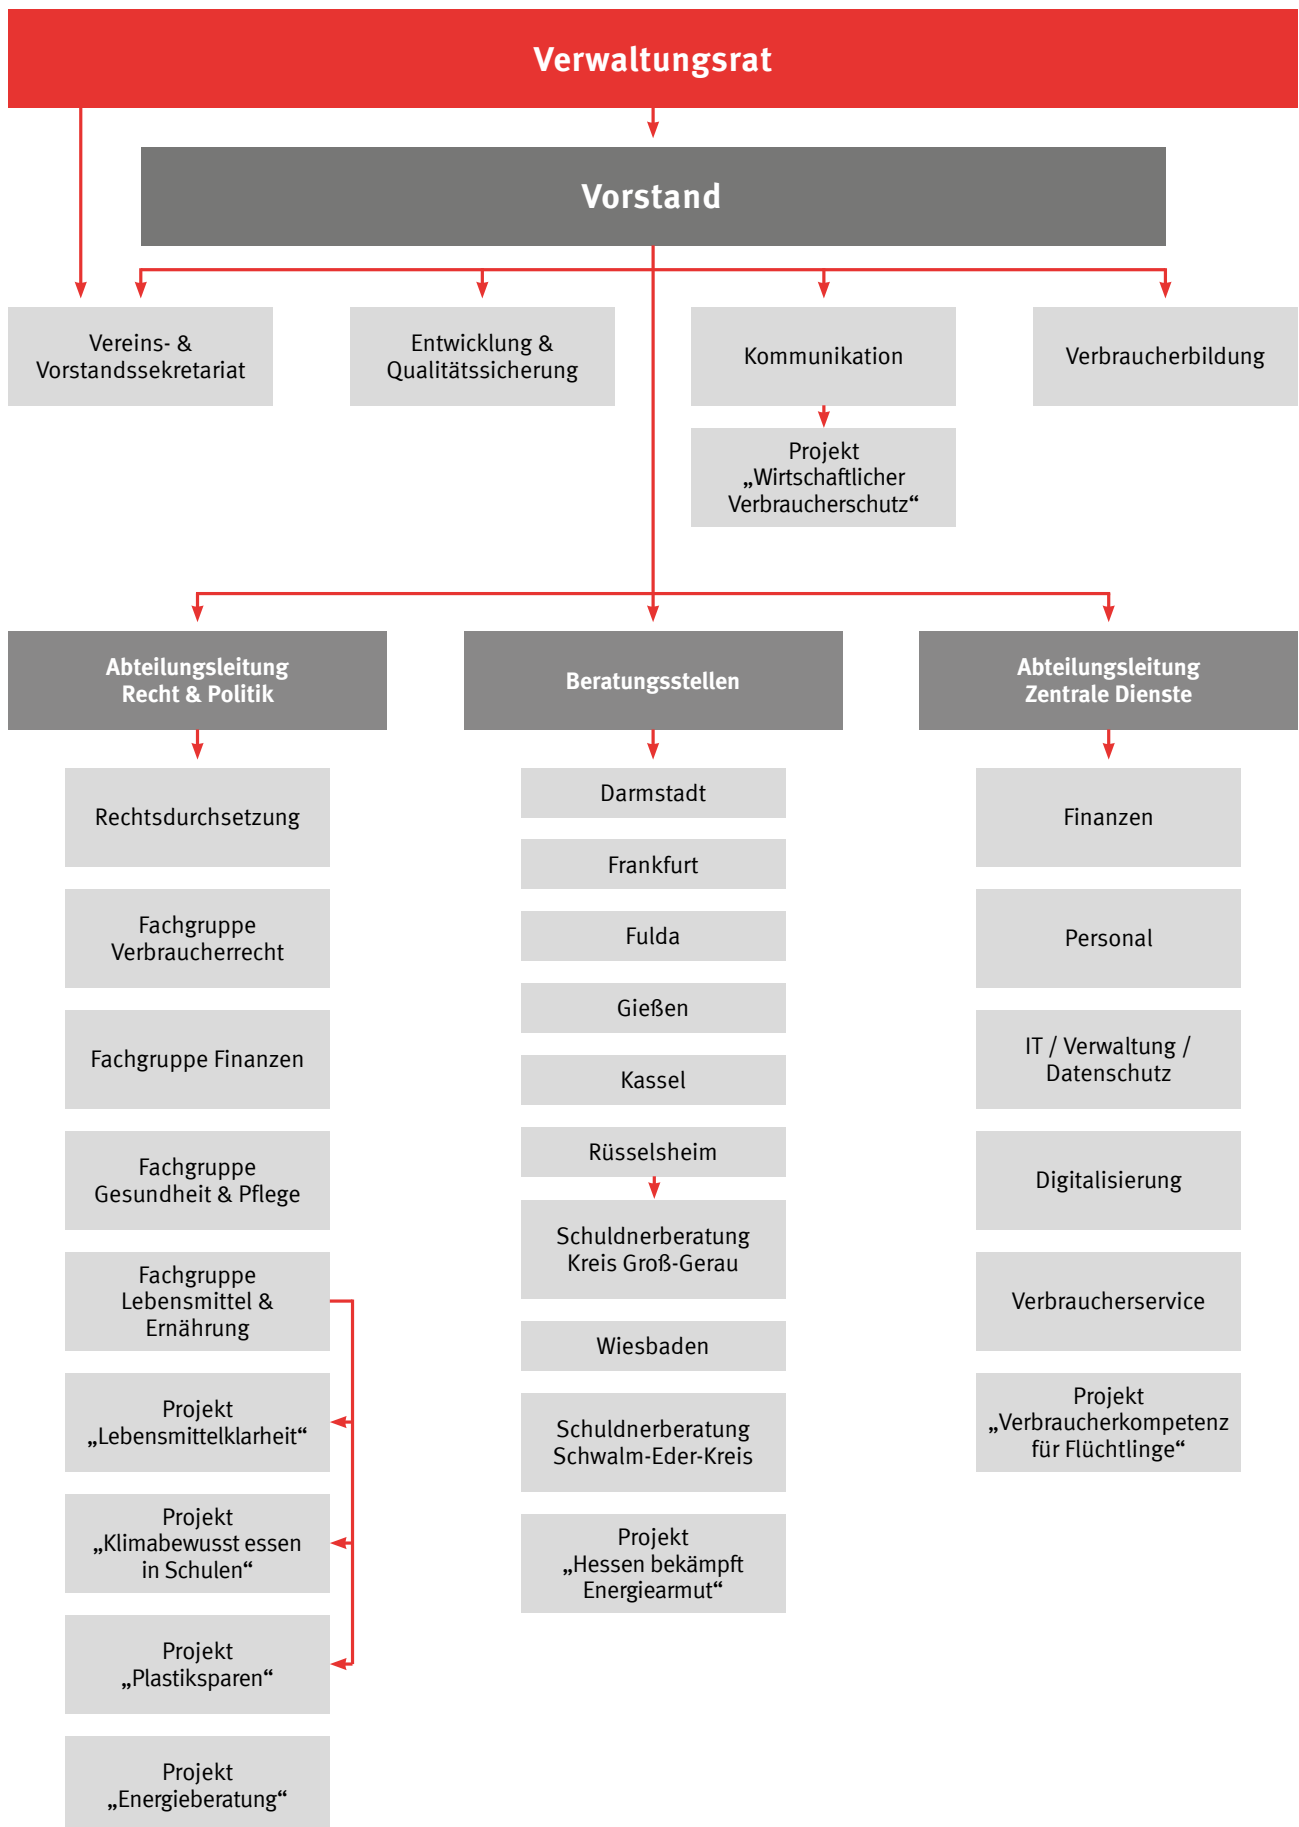 Verwaltungsrat
Vorstand
Vereins- &
Vorstandssekretariat
Entwicklung &
Qualitätssicherung
Kommunikation
Verbraucherbildung
Projekt
„Wirtschaftlicher
Verbraucherschutz“
Abteilungsleitung
Recht & Politik
Rechtsdurchsetzung
Fachgruppe
Verbraucherrecht
Fachgruppe Finanzen
Fachgruppe
Gesundheit & Pflege
Fachgruppe
Lebensmittel &
Ernährung
Projekt
„Lebensmittelklarheit“
Projekt
„Klimabewusst essen
in Schulen“
Projekt
„Plastiksparen“
Projekt
„Energieberatung“
Beratungsstellen
Darmstadt
Frankfurt
Fulda
Gießen
Kassel
Rüsselsheim
Schuldnerberatung
Kreis Groß-Gerau
Wiesbaden
Schuldnerberatung
Schwalm-Eder-Kreis
Projekt
„Hessen bekämpft
Energiearmut“
Abteilungsleitung
Zentrale Dienste
Finanzen
Personal
IT / Verwaltung /
Datenschutz
Digitalisierung
Verbraucherservice
Projekt
„Verbraucherkompetenz
für Flüchtlinge“